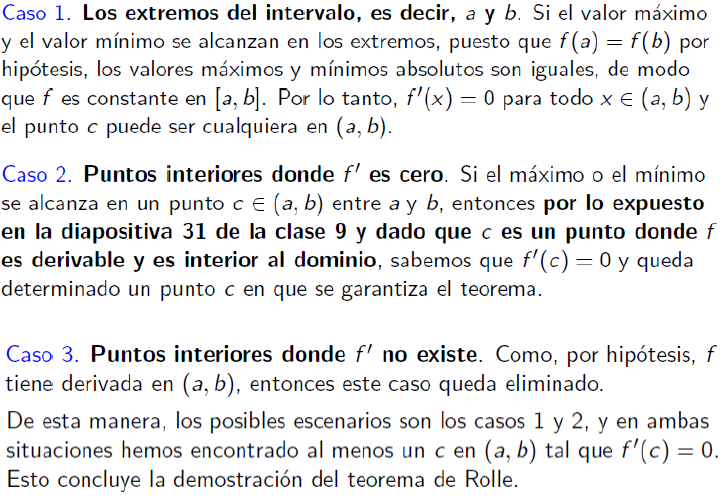 Caso 1. Los extremos del intervalo, es decir, a y b. Si el valor máximo
y el valor mínimo se alcanzan en los extremos, puesto que f(a) = f(b) por
hipótesis, los valores máximos y mínimos absolutos son iguales, de modo
que f es constante en [a, b]. Por lo tanto, f′(x) = 0 para todo x ∈ (a, b) y
el punto c puede ser cualquiera en (a, b).
Caso 2. Puntos interiores donde f′ es cero. Si el máximo o el mínimo
se alcanza en un punto c ∈ (a, b) entre a y b, entonces por lo expuesto
en la diapositiva 31 de la clase 9 y dado que c es un punto donde f
es derivable y es interior al dominio, sabemos que f′(c) = 0 y queda
determinado un punto c en que se garantiza el teorema.
Caso 3. Puntos interiores donde f′ no existe. Como, por hipótesis, f
tiene derivada en (a, b), entonces este caso queda eliminado.
De esta manera, los posibles escenarios son los casos 1 y 2, y en ambas
situaciones hemos encontrado al menos un c en (a, b) tal que f′(c) = 0.
Esto concluye la demostración del teorema de Rolle.